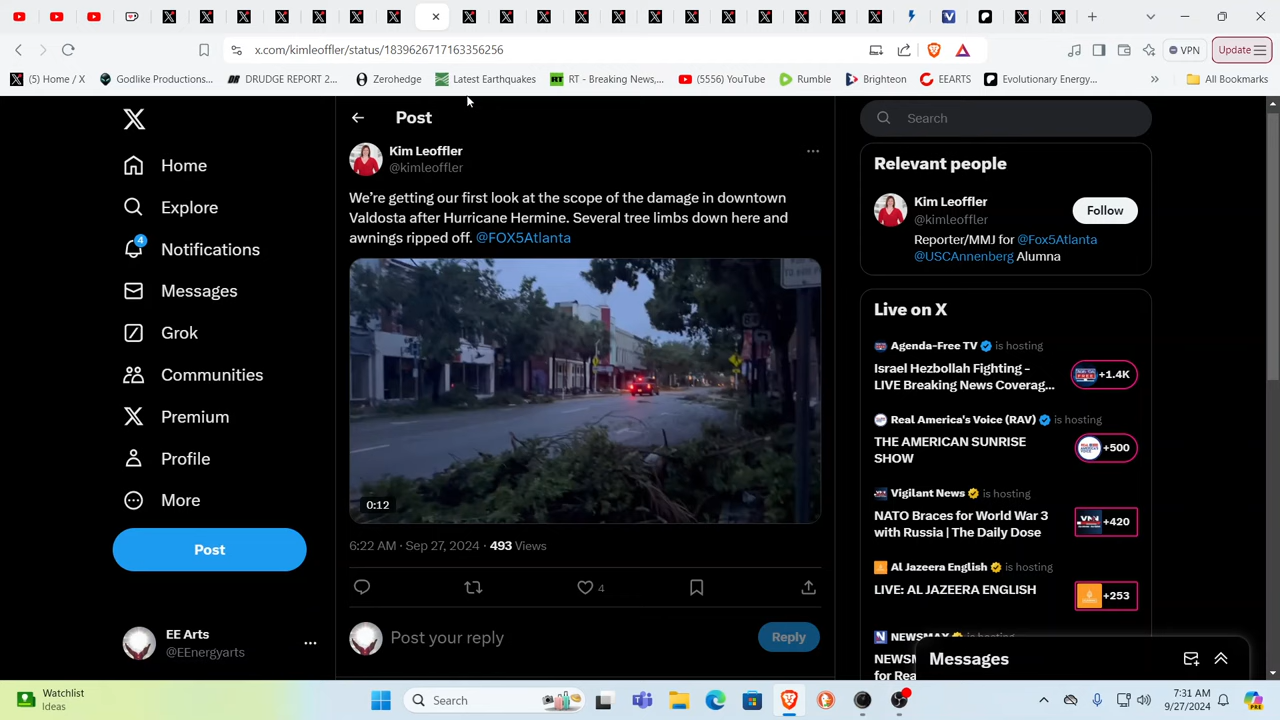 x.com/kimleoffler/status/1839626717163356256
VPN
Update
(5) Home / X
Godlike Productions...
DRUDGE REPORT 2...
Zerohedge
Latest Earthquakes
RT - Breaking News,...
(5556) YouTube
Rumble
Brighteon
EEARTS
Evolutionary Energy...
»
All Bookmarks
Home
Explore
4
Notifications
Messages
Grok
Communities
Premium
Profile
More
Post
EE Arts
@EEnergyarts
Post
Kim Leoffler
@kimleoffler
We're getting our first look at the scope of the damage in downtown
Valdosta after Hurricane Hermine. Several tree limbs down here and
awnings ripped off. @FOX5Atlanta
0:12
6:22 AM · Sep 27, 2024 · 493 Views
4
Post your reply
Reply
Search
Relevant people
Kim Leoffler
@kimleoffler
Follow
Reporter/MMJ for @Fox5Atlanta
@USCAnnenberg Alumna
Live on X
Agenda-Free TV is hosting
Israel Hezbollah Fighting -
LIVE Breaking News Coverag...
+1.4K
Real America's Voice (RAV) is hosting
THE AMERICAN SUNRISE
SHOW
+500
Vigilant News is hosting
NATO Braces for World War 3
with Russia | The Daily Dose
+420
Al Jazeera English is hosting
LIVE: AL JAZEERA ENGLISH
+253
NEWSMAX is hosting
NEWSM
for Rea
Messages
Watchlist
Ideas
Search
7:31 AM
9/27/2024